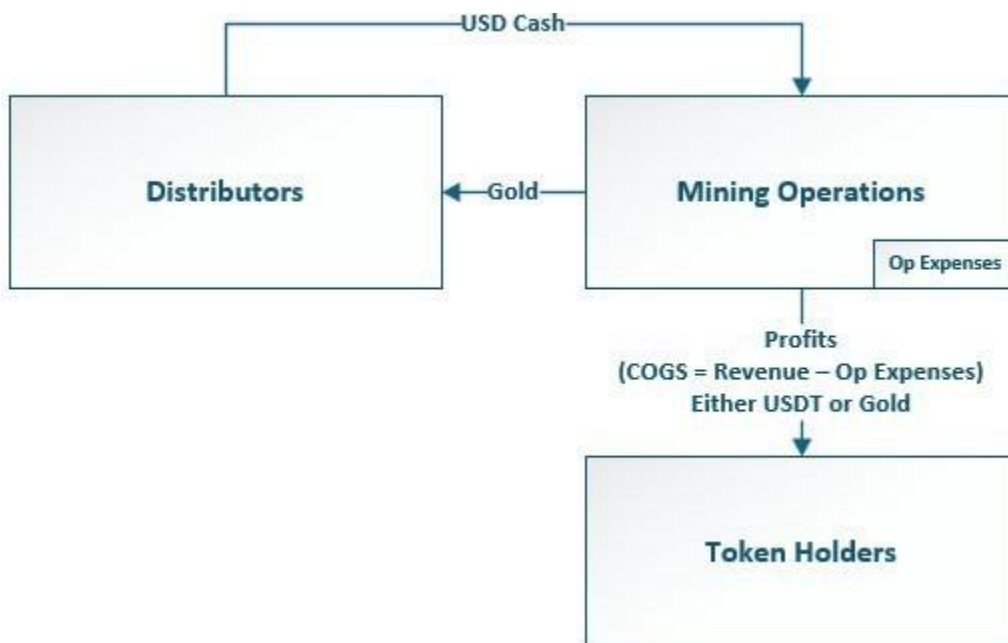 USD Cash
Distributors
Gold
Mining Operations
Op Expenses
Profits
(COGS = Revenue – Op Expenses)
Either USDT or Gold
Token Holders